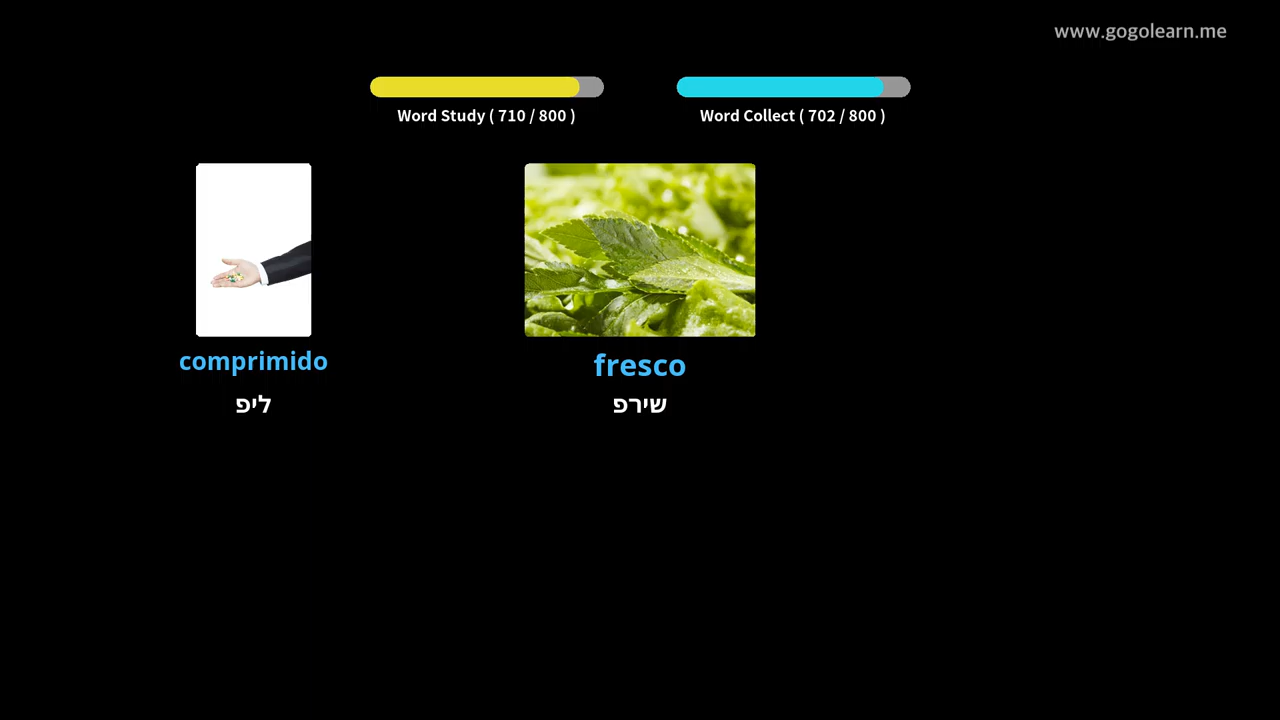 www.gogolearn.me
Word Study ( 710 / 800 )
Word Collect ( 702 / 800 )
comprimido
ליפ
fresco
שירפ